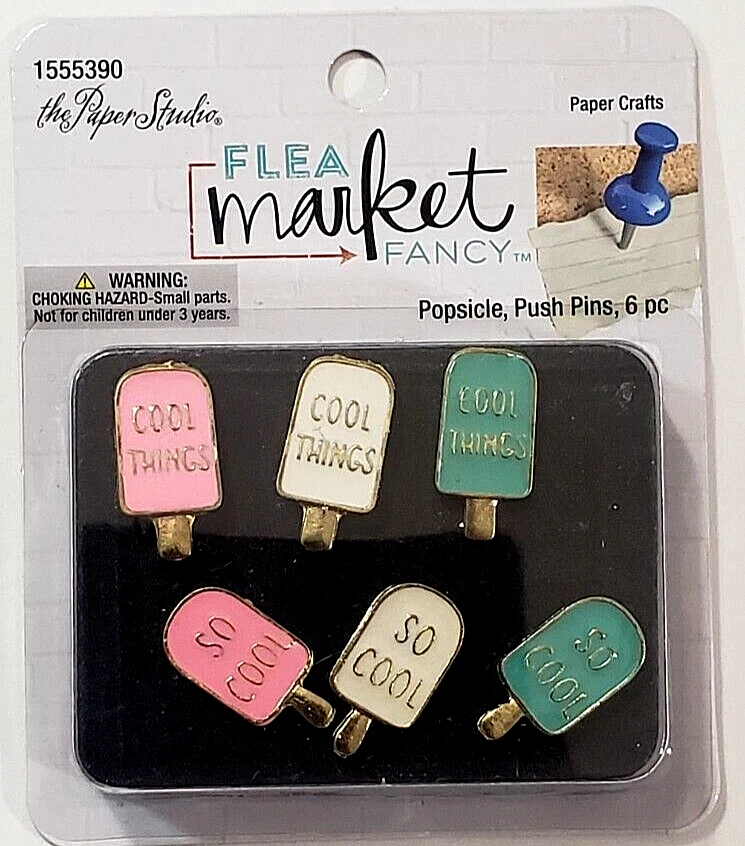 1555390
the Paper Studio®
Paper Crafts
FLEA
market
FANCY™
⚠ WARNING:
CHOKING HAZARD-Small parts.
Not for children under 3 years.
Popsicle, Push Pins, 6 pc
COOL
THINGS
COOL
THINGS
COOL
THINGS
SO
COOL
SO
COOL
SO
COOL